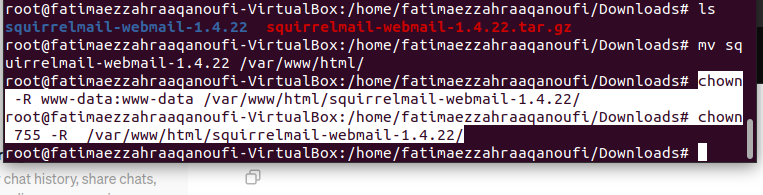 root@fatimaezzahraaqanoufi-VirtualBox:/home/fatimaezzahraaqanoufi/Downloads# ls
squirrelmail-webmail-1.4.22  squirrelmail-webmail-1.4.22.tar.gz
root@fatimaezzahraaqanoufi-VirtualBox:/home/fatimaezzahraaqanoufi/Downloads# mv sq
uirrelmail-webmail-1.4.22 /var/www/html/
root@fatimaezzahraaqanoufi-VirtualBox:/home/fatimaezzahraaqanoufi/Downloads# chown
 -R www-data:www-data /var/www/html/squirrelmail-webmail-1.4.22/
root@fatimaezzahraaqanoufi-VirtualBox:/home/fatimaezzahraaqanoufi/Downloads# chown
 755 -R  /var/www/html/squirrelmail-webmail-1.4.22/
root@fatimaezzahraaqanoufi-VirtualBox:/home/fatimaezzahraaqanoufi/Downloads#
chat history, share chats,